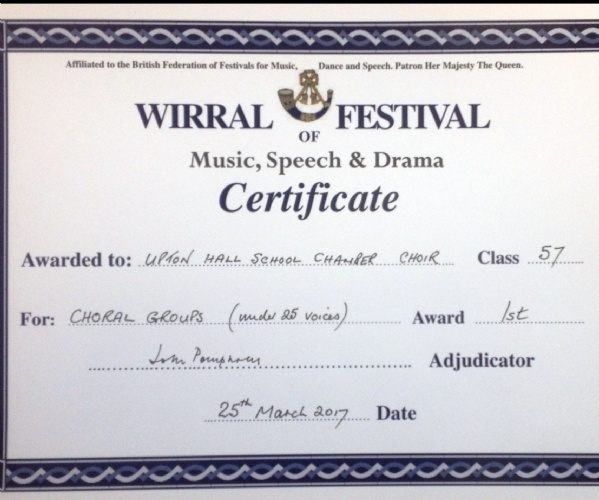 Affiliated to the British Federation of Festivals for Music, Dance and Speech. Patron Her Majesty The Queen.
WIRRAL FESTIVAL
OF
Music, Speech & Drama
Certificate
Awarded to: UPTON HALL SCHOOL CHAMBER CHOIR Class 57
For: CHORAL GROUPS (under 25 voices) Award 1st
John Adjudicator
25th March 2017 Date